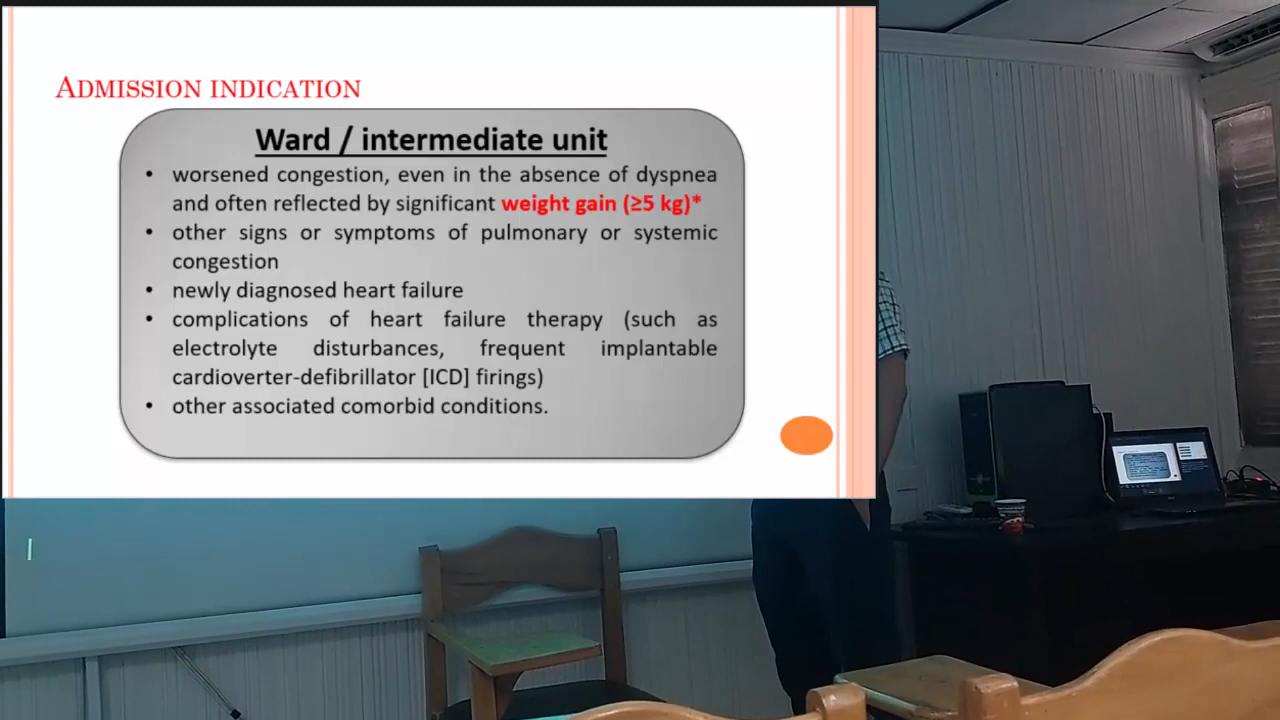 ADMISSION INDICATION
Ward / intermediate unit
• worsened congestion, even in the absence of dyspnea
and often reflected by significant weight gain (≥5 kg)*
• other signs or symptoms of pulmonary or systemic
congestion
• newly diagnosed heart failure
• complications of heart failure therapy (such as
electrolyte disturbances, frequent implantable
cardioverter-defibrillator [ICD] firings)
• other associated comorbid conditions.